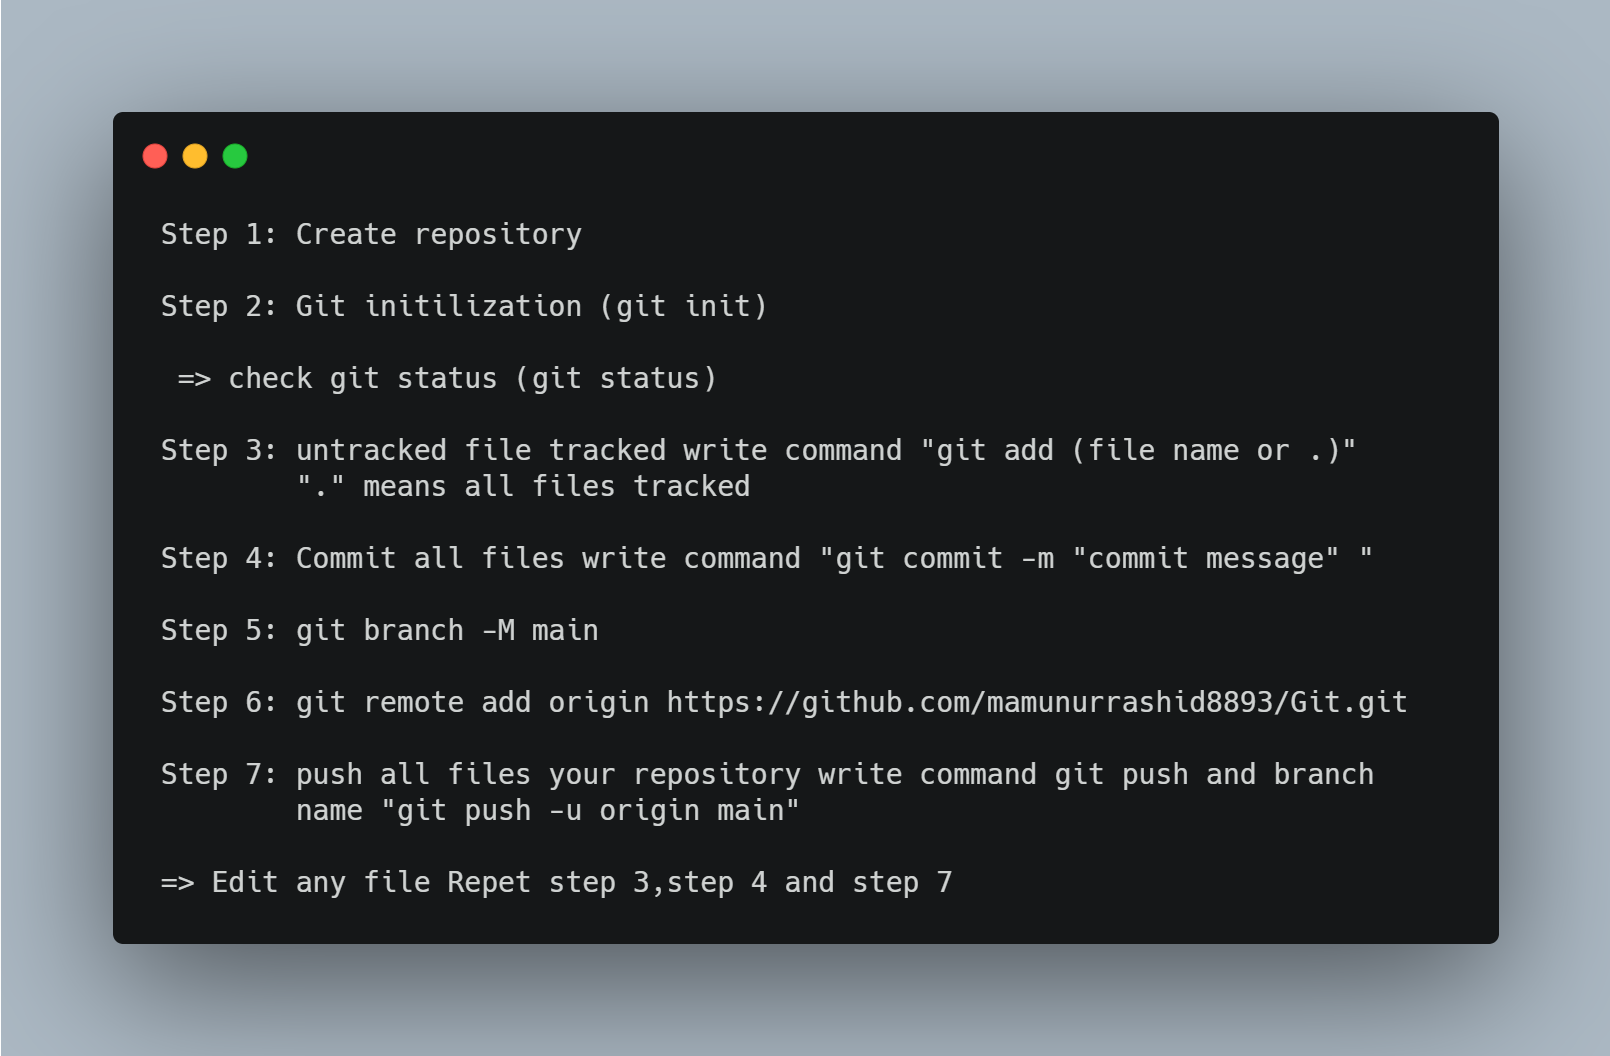 Step 1: Create repository
Step 2: Git initilization (git init)
=> check git status (git status)
Step 3: untracked file tracked write command "git add (file name or .)"
"." means all files tracked
Step 4: Commit all files write command "git commit -m "commit message" "
Step 5: git branch -M main
Step 6: git remote add origin https://github.com/mamunurrashid8893/Git.git
Step 7: push all files your repository write command git push and branch
name "git push -u origin main"
=> Edit any file Repet step 3,step 4 and step 7